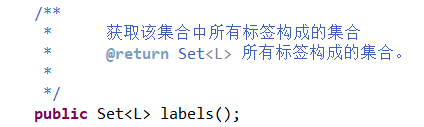 /**
*	获取该集合中所有标签构成的集合
*	@return Set<L> 所有标签构成的集合。
*
*/
public Set<L> labels();